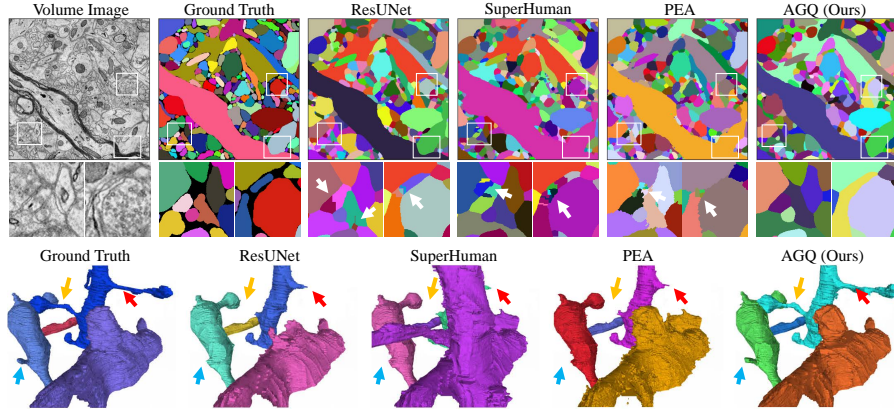 Volume Image Ground Truth ResUNet SuperHuman PEA AGQ (Ours)
Ground Truth ResUNet SuperHuman PEA AGQ (Ours)